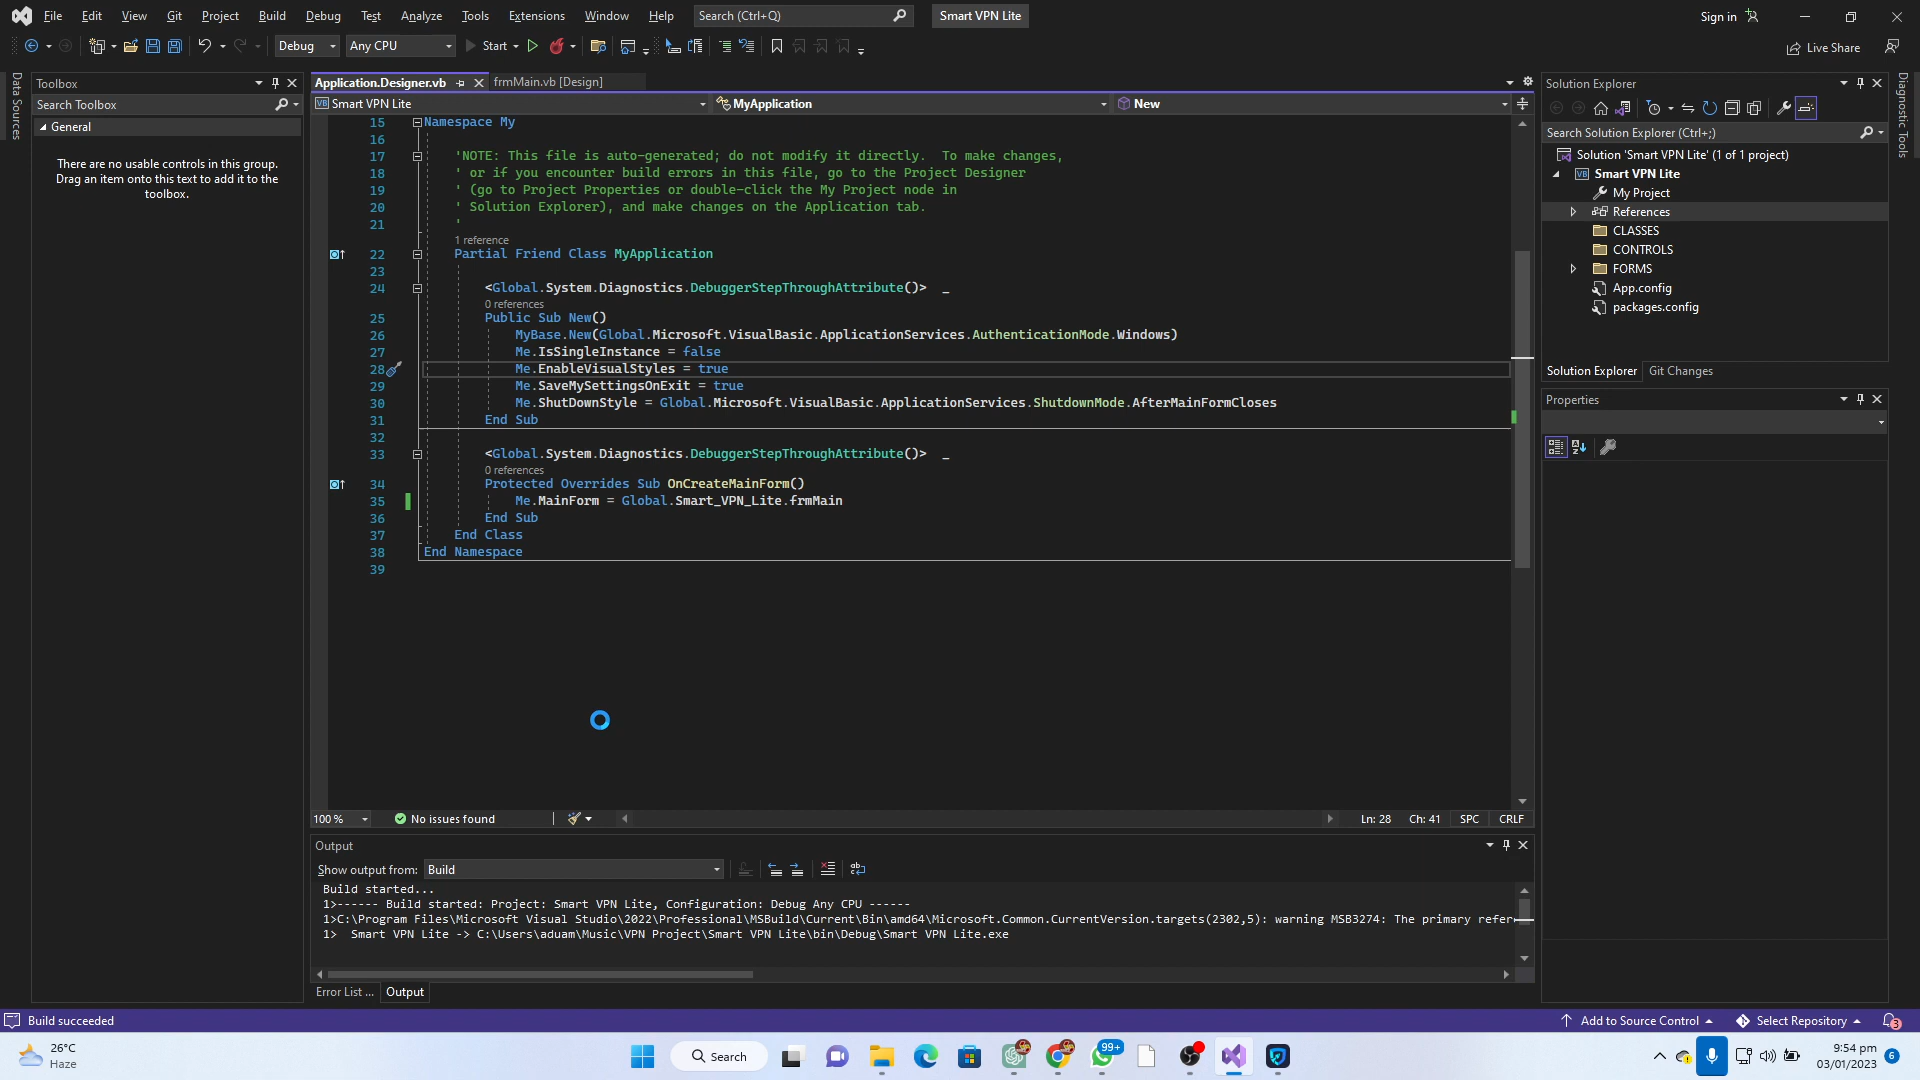 File Edit View Git Project Build Debug Test Analyze Tools Extensions Window Help Search (Ctrl+Q) Smart VPN Lite Sign in
Debug Any CPU Start Live Share
Data Sources
Toolbox
Search Toolbox
General
There are no usable controls in this group.
Drag an item onto this text to add it to the
toolbox.
Application.Designer.vb frmMain.vb [Design]
VB Smart VPN Lite MyApplication New
15 Namespace My
16
17 'NOTE: This file is auto-generated; do not modify it directly.  To make changes,
18 ' or if you encounter build errors in this file, go to the Project Designer
19 ' (go to Project Properties or double-click the My Project node in
20 ' Solution Explorer), and make changes on the Application tab.
21 '
1 reference
22 Partial Friend Class MyApplication
23
24 <Global.System.Diagnostics.DebuggerStepThroughAttribute()> _
0 references
25 Public Sub New()
26 MyBase.New(Global.Microsoft.VisualBasic.ApplicationServices.AuthenticationMode.Windows)
27 Me.IsSingleInstance = false
28 Me.EnableVisualStyles = true
29 Me.SaveMySettingsOnExit = true
30 Me.ShutDownStyle = Global.Microsoft.VisualBasic.ApplicationServices.ShutdownMode.AfterMainFormCloses
31 End Sub
32
33 <Global.System.Diagnostics.DebuggerStepThroughAttribute()> _
0 references
34 Protected Overrides Sub OnCreateMainForm()
35 Me.MainForm = Global.Smart_VPN_Lite.frmMain
36 End Sub
37 End Class
38 End Namespace
39
100 % No issues found Ln: 28 Ch: 41 SPC CRLF
Output
Show output from: Build
Build started...
1>------ Build started: Project: Smart VPN Lite, Configuration: Debug Any CPU ------
1>C:\Program Files\Microsoft Visual Studio\2022\Professional\MSBuild\Current\Bin\amd64\Microsoft.Common.CurrentVersion.targets(2302,5): warning MSB3274: The primary refer
1>  Smart VPN Lite -> C:\Users\aduam\Music\VPN Project\Smart VPN Lite\bin\Debug\Smart VPN Lite.exe
Error List ... Output
Solution Explorer
Search Solution Explorer (Ctrl+;)
Solution 'Smart VPN Lite' (1 of 1 project)
VB Smart VPN Lite
My Project
References
CLASSES
CONTROLS
FORMS
App.config
packages.config
Solution Explorer Git Changes
Properties
Diagnostic Tools
Build succeeded Add to Source Control Select Repository 3
26°C
Haze
Search
99+
9:54 pm
03/01/2023
6